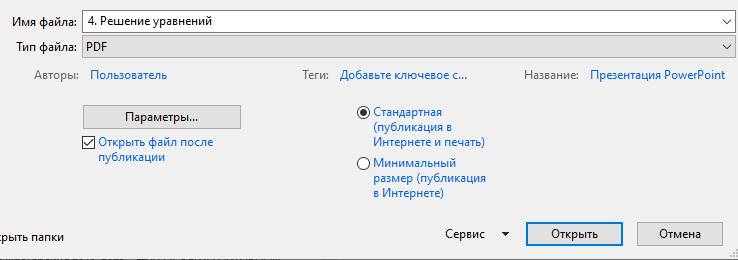 Имя файла: 4. Решение уравнений
Тип файла: PDF
Авторы: Пользователь Теги: Добавьте ключевое с... Название: Презентация PowerPoint
Параметры...
Открыть файл после
публикации
Стандартная
(публикация в
Интернете и печать)
Минимальный
размер (публикация
в Интернете)
крыть папки Сервис Открыть Отмена